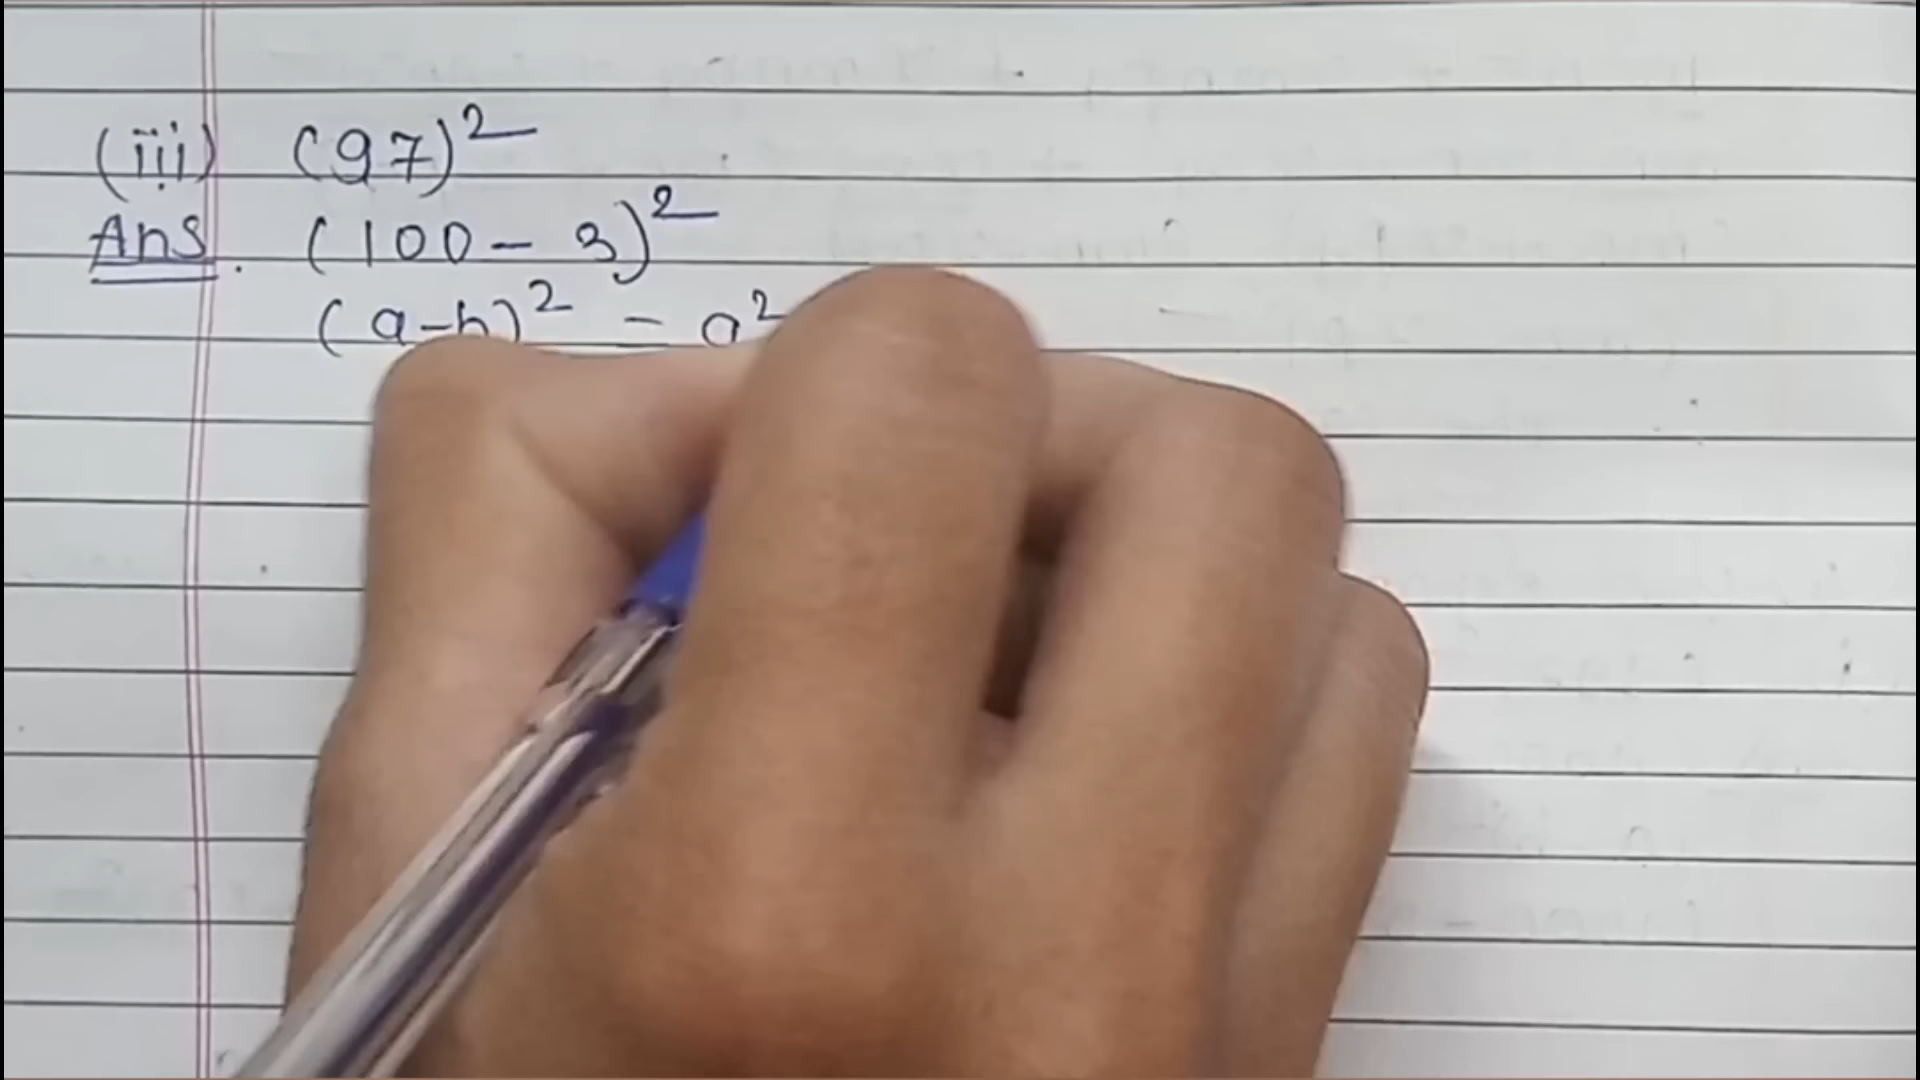 (iii) (97)²
Ans. (100 - 3)²
(a-b)² = a²